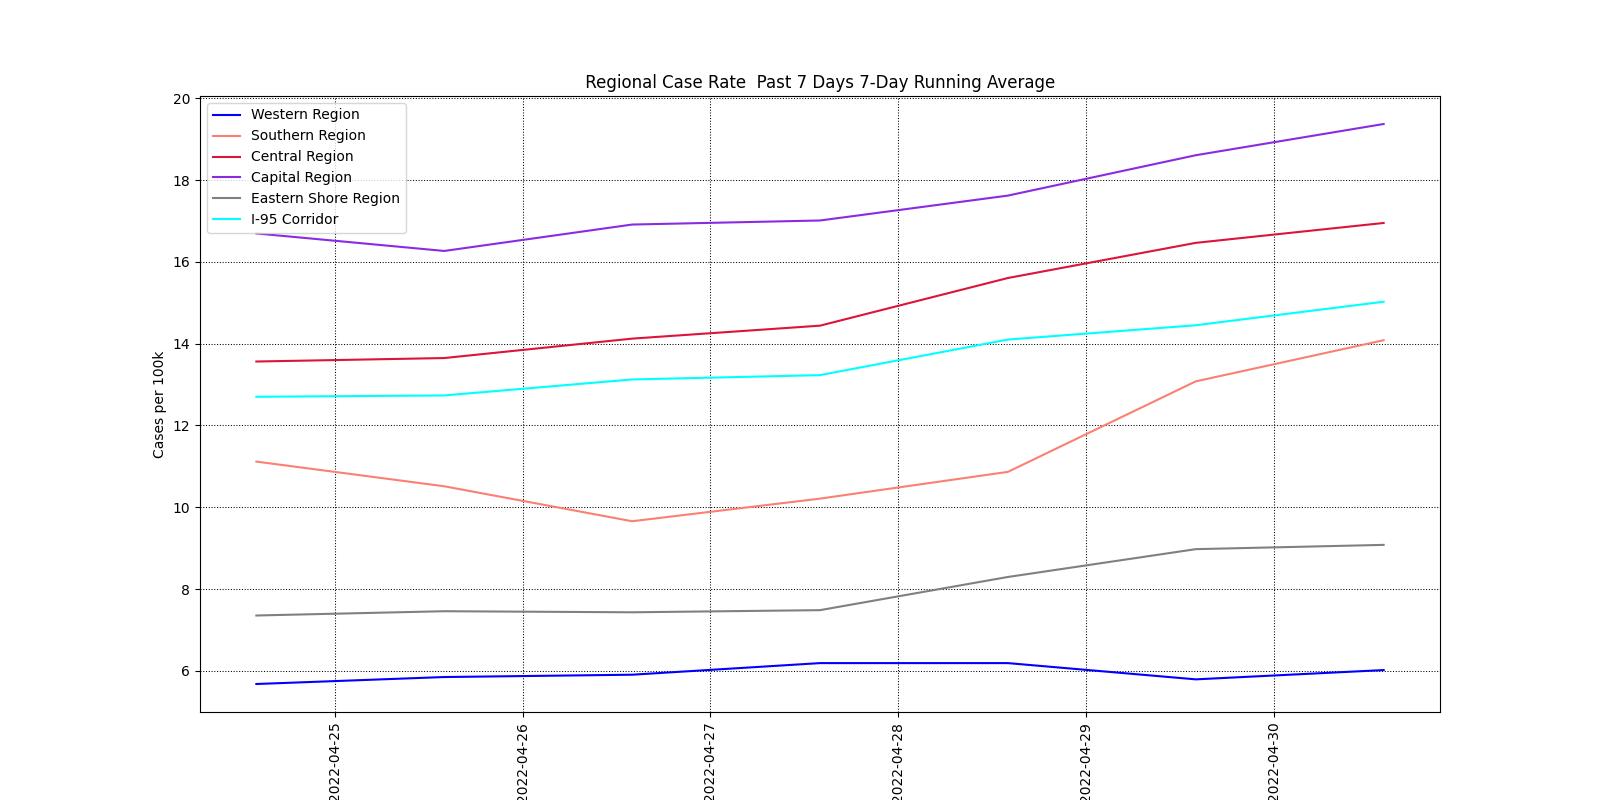 Regional Case Rate  Past 7 Days 7-Day Running Average
Western Region
Southern Region
Central Region
Capital Region
Eastern Shore Region
I-95 Corridor
Cases per 100k
20
18
16
14
12
10
8
6
2022-04-25
2022-04-26
2022-04-27
2022-04-28
2022-04-29
2022-04-30